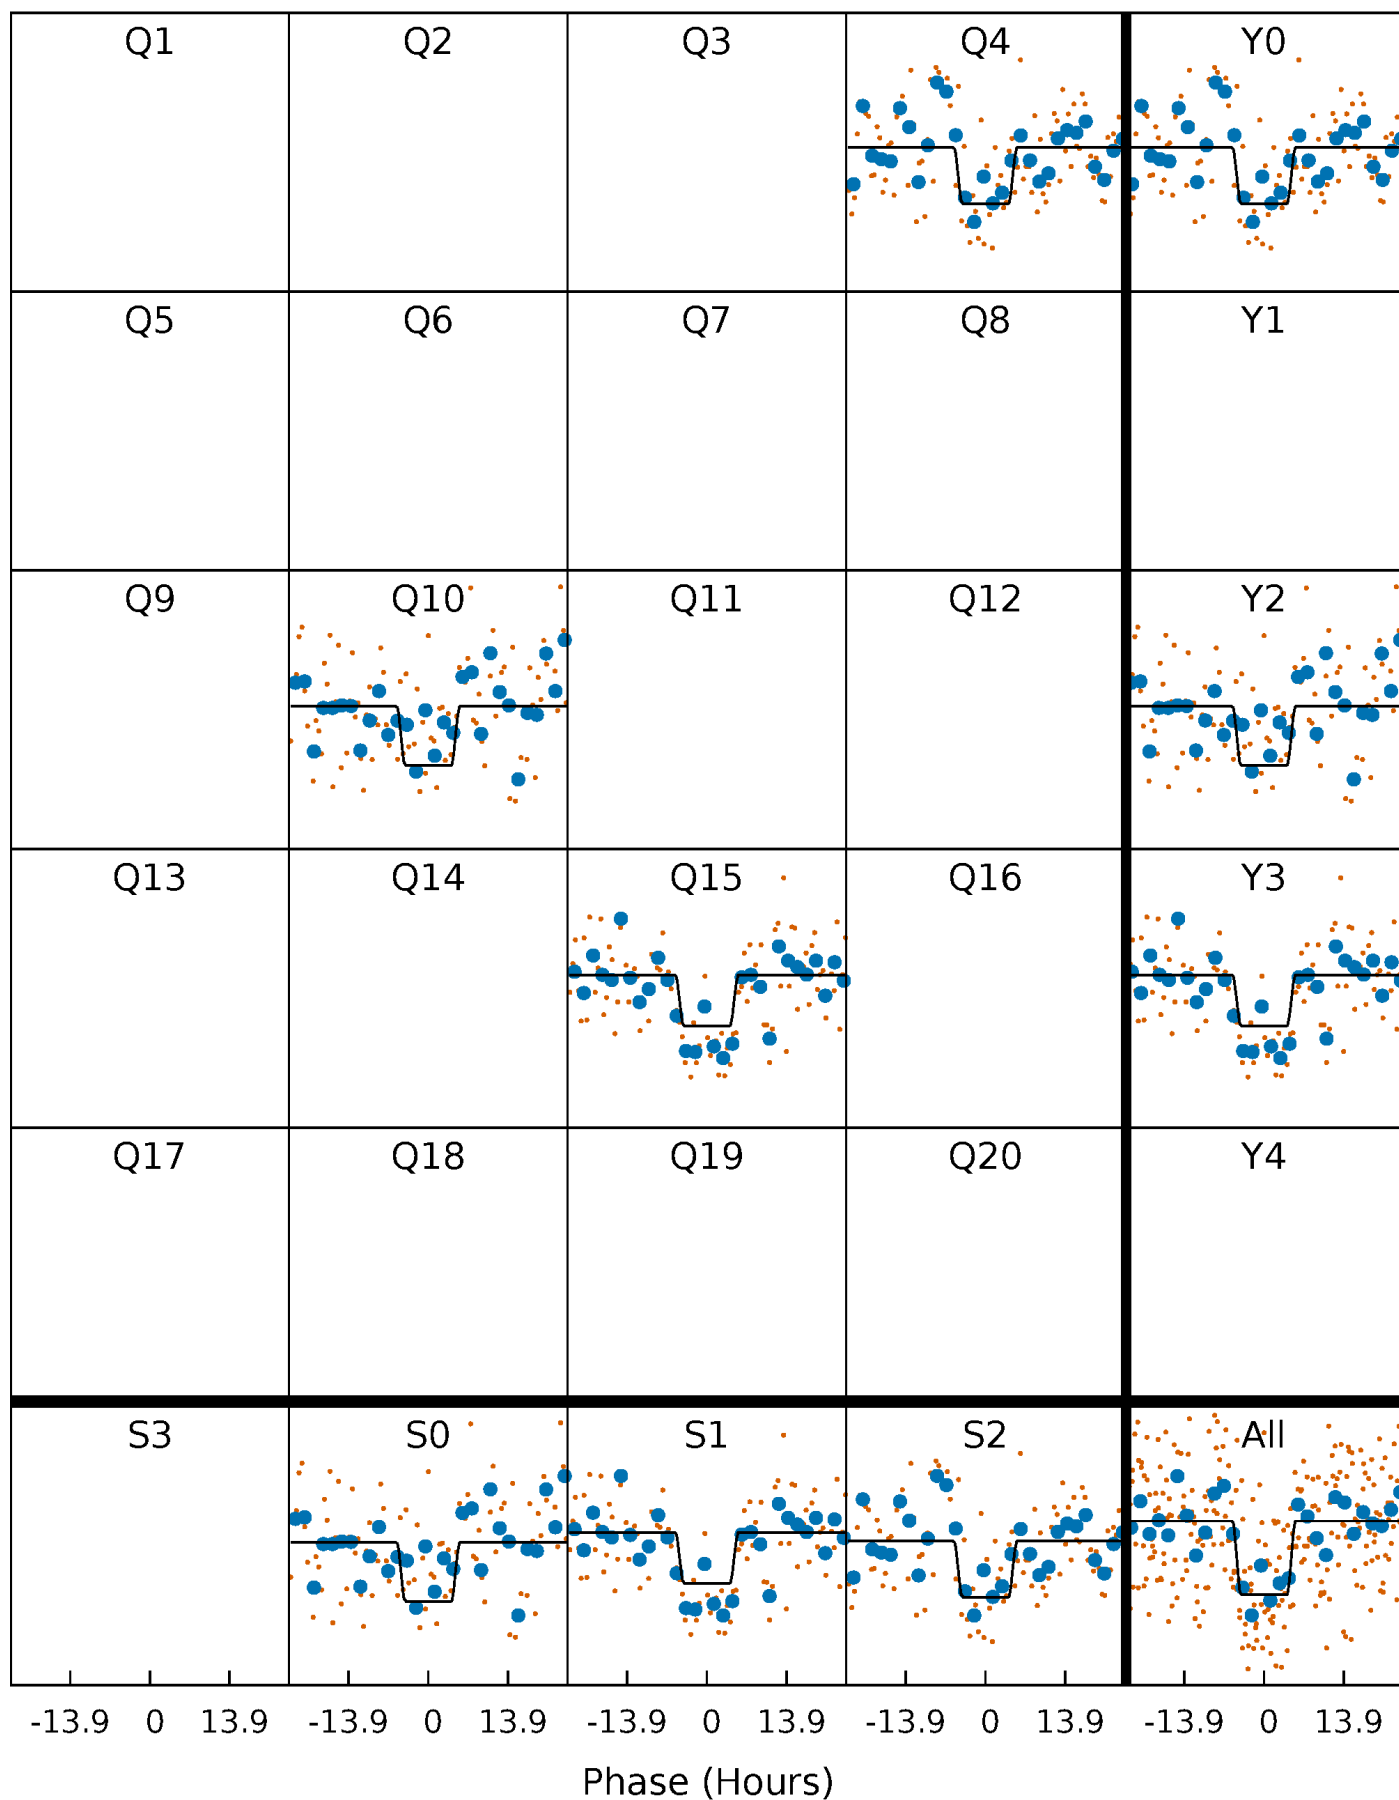 Q1 Q2 Q3 Q4 Y0
Q5 Q6 Q7 Q8 Y1
Q9 Q10 Q11 Q12 Y2
Q13 Q14 Q15 Q16 Y3
Q17 Q18 Q19 Q20 Y4
S3 S0 S1 S2 All
-13.9 0 13.9 -13.9 0 13.9 -13.9 0 13.9 -13.9 0 13.9 -13.9 0 13.9
Phase (Hours)